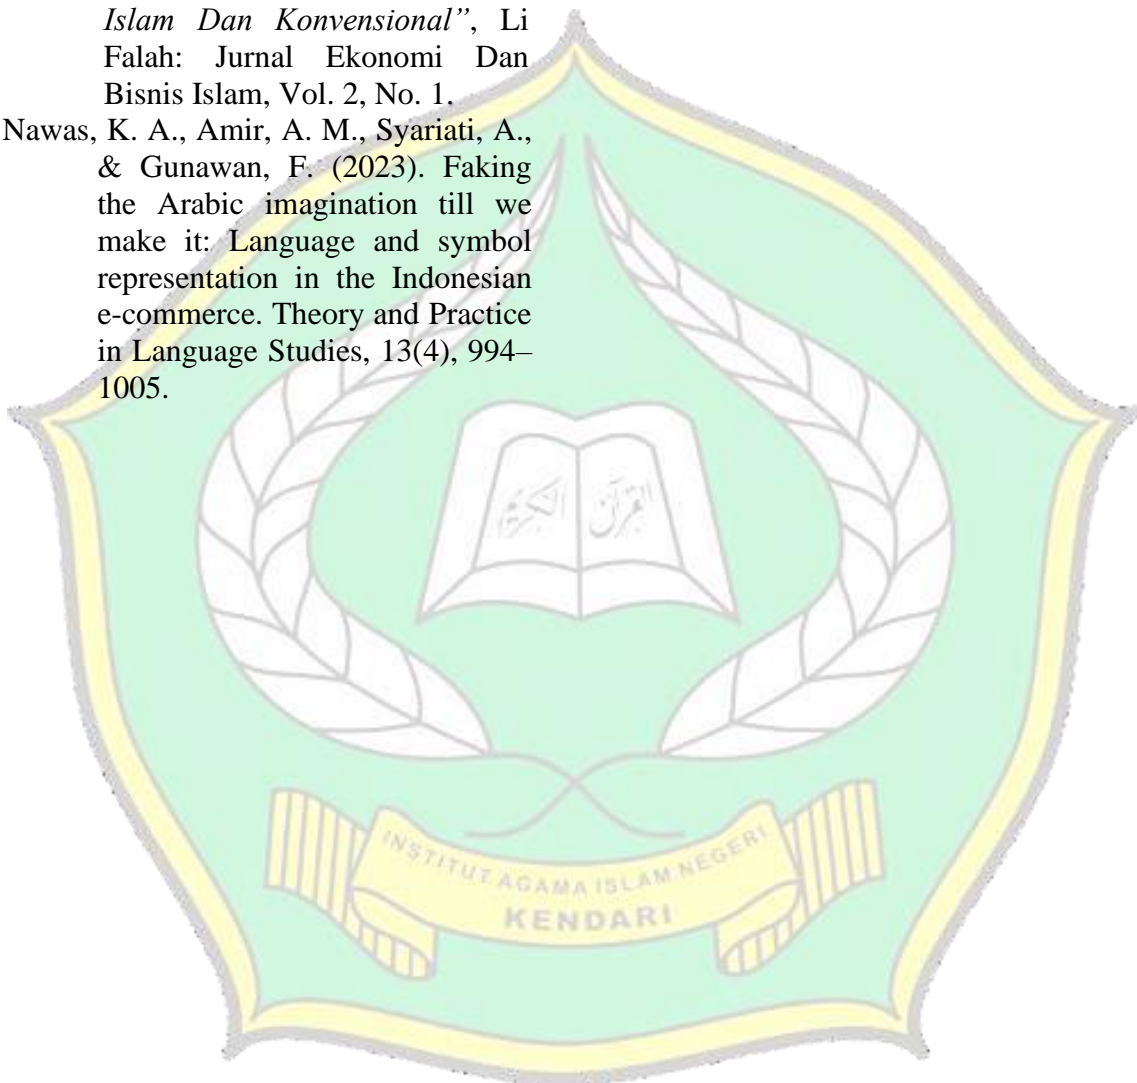 Islam Dan Konvensional”, Li
Falah: Jurnal Ekonomi Dan
Bisnis Islam, Vol. 2, No. 1.
Nawas, K. A., Amir, A. M., Syariati, A.,
& Gunawan, F. (2023). Faking
the Arabic imagination till we
make it: Language and symbol
representation in the Indonesian
e-commerce. Theory and Practice
in Language Studies, 13(4), 994–
1005.
القرآن الكريم
INSTITUT AGAMA ISLAM NEGERI
KENDARI